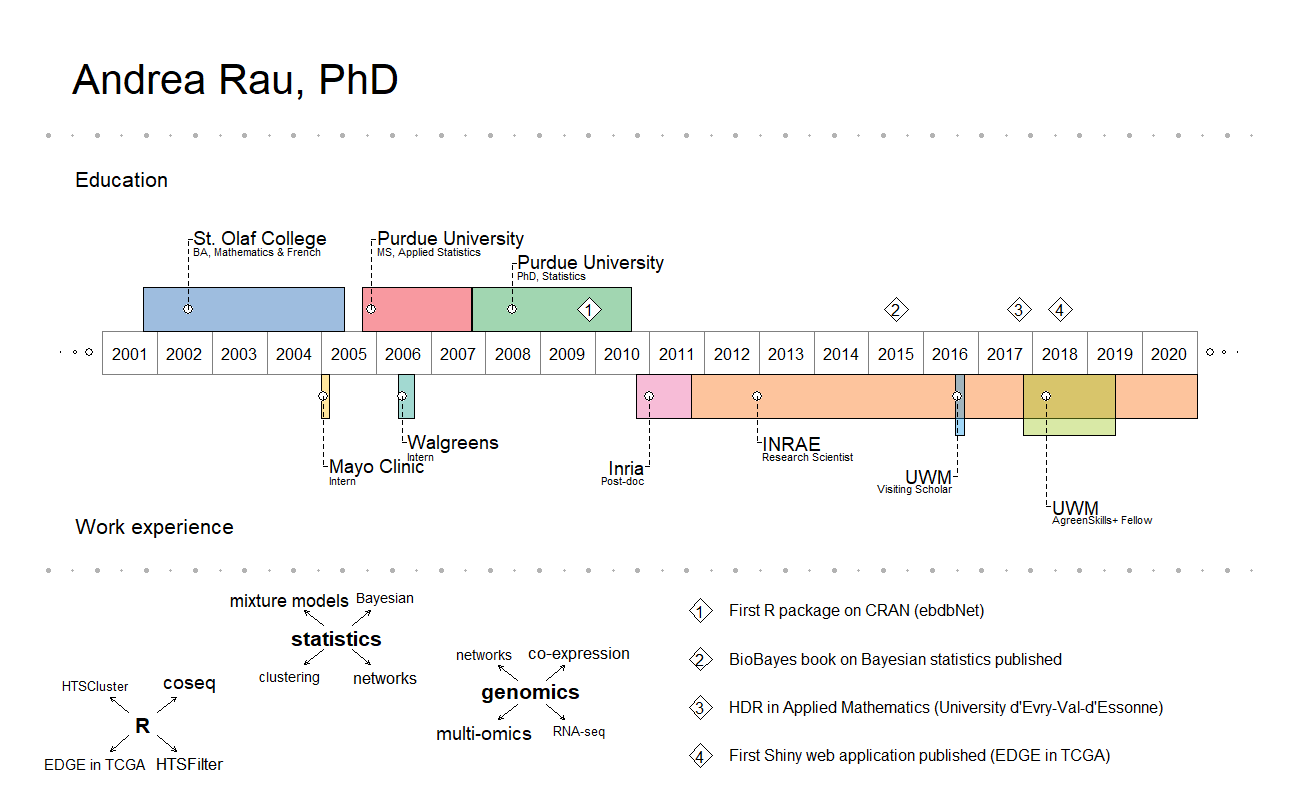 Andrea Rau, PhD
Education
St. Olaf College
BA, Mathematics & French
Purdue University
MS, Applied Statistics
Purdue University
PhD, Statistics
1
2
3
4
2001 2002 2003 2004 2005 2006 2007 2008 2009 2010 2011 2012 2013 2014 2015 2016 2017 2018 2019 2020
Walgreens
Intern
Mayo Clinic
Intern
Inria
Post-doc
INRAE
Research Scientist
UWM
Visiting Scholar
UWM
AgreenSkills+ Fellow
Work experience
mixture models Bayesian
statistics
clustering networks
networks co-expression
genomics
multi-omics RNA-seq
HTSCluster coseq
R
EDGE in TCGA HTSFilter
1 First R package on CRAN (ebdbNet)
2 BioBayes book on Bayesian statistics published
3 HDR in Applied Mathematics (University d'Evry-Val-d'Essonne)
4 First Shiny web application published (EDGE in TCGA)